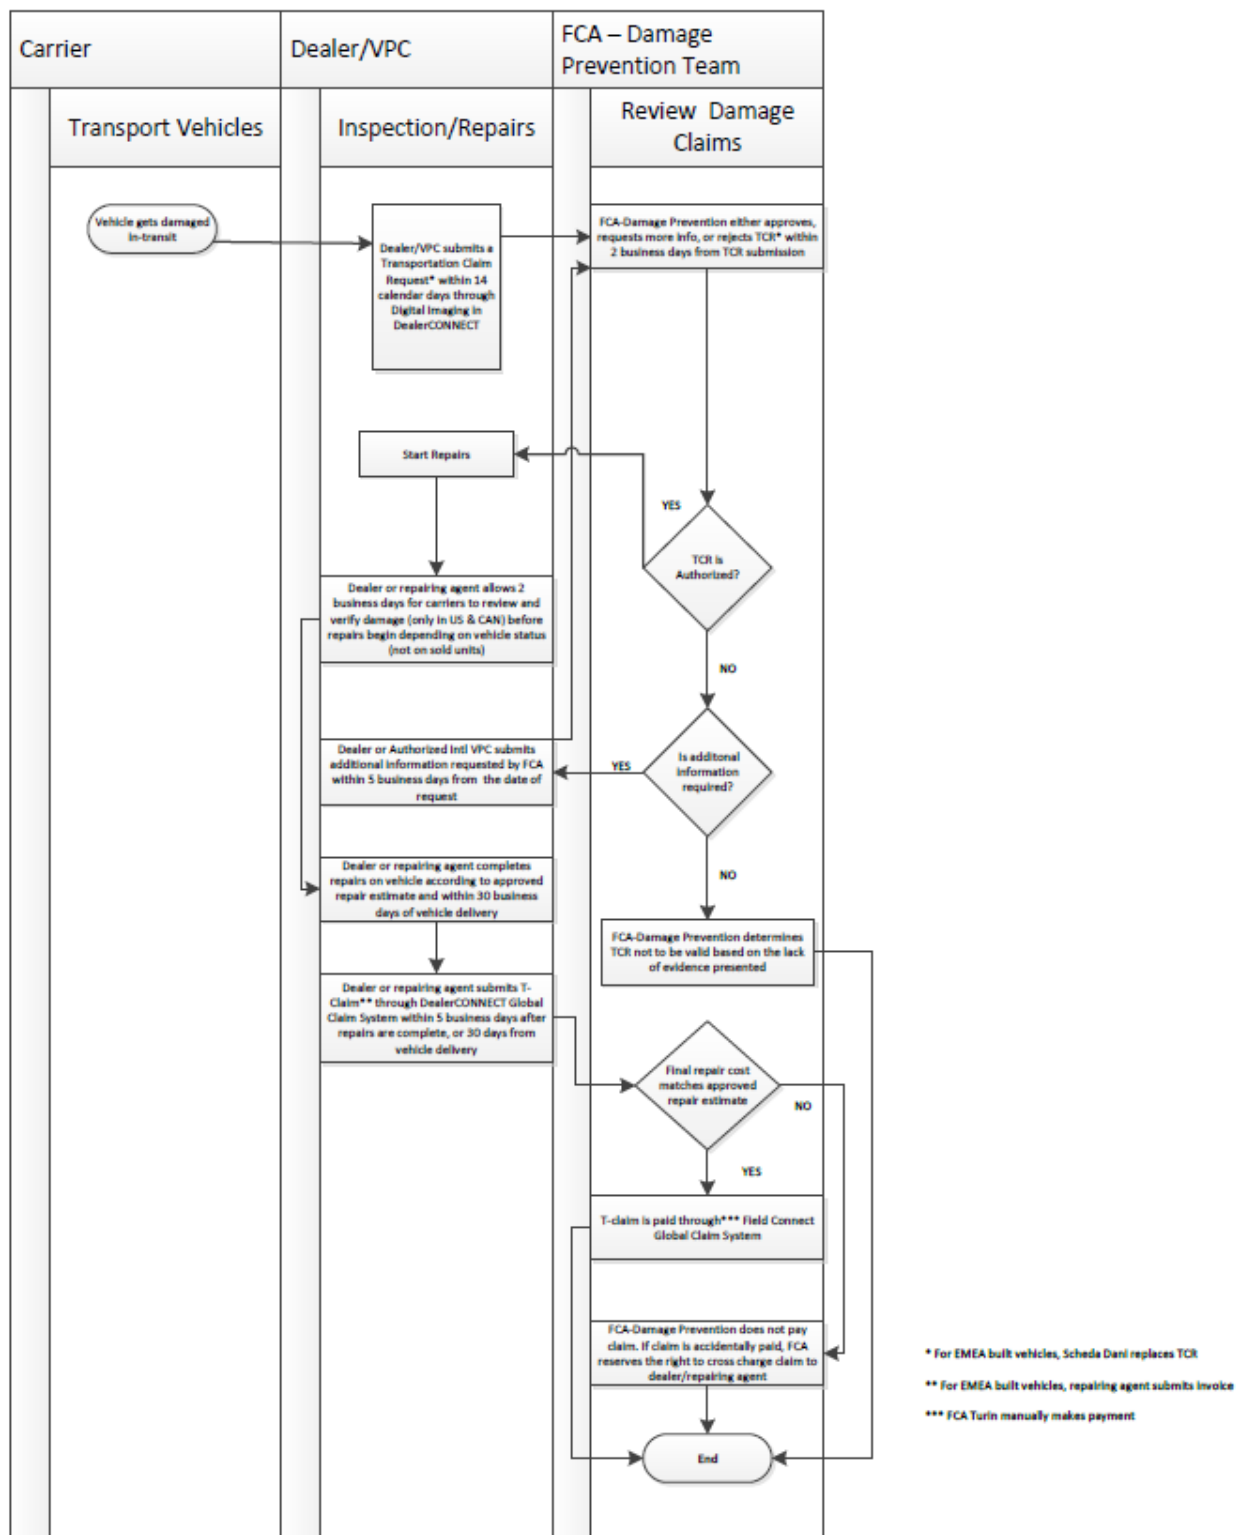 Carrier
Dealer/VPC
FCA – Damage
Prevention Team
Transport Vehicles
Inspection/Repairs
Review Damage
Claims
Vehicle gets damaged
in-transit
Dealer/VPC submits a
Transportation Claim
Request* within 14
calendar days through
Digital Imaging in
DealerCONNECT
FCA-Damage Prevention either approves,
requests more info, or rejects TCR* within
2 business days from TCR submission
Start Repairs
YES
TCR is
Authorized?
NO
Dealer or repairing agent allows 2
business days for carriers to review and
verify damage (only in US & CAN) before
repairs begin depending on vehicle status
(not on sold units)
Dealer or Authorized Intl VPC submits
additional information requested by FCA
within 5 business days from the date of
request
YES
Is additonal
information
required?
NO
Dealer or repairing agent completes
repairs on vehicle according to approved
repair estimate and within 30 business
days of vehicle delivery
FCA-Damage Prevention determines
TCR not to be valid based on the lack
of evidence presented
Dealer or repairing agent submits T-
Claim** through DealerCONNECT Global
Claim System within 5 business days after
repairs are complete, or 30 days from
vehicle delivery
Final repair cost
matches approved
repair estimate
NO
YES
T-claim is paid through*** Field Connect
Global Claim System
FCA-Damage Prevention does not pay
claim. If claim is accidentally paid, FCA
reserves the right to cross charge claim to
dealer/repairing agent
End
* For EMEA built vehicles, Scheda Dani replaces TCR
** For EMEA built vehicles, repairing agent submits invoice
*** FCA Turin manually makes payment